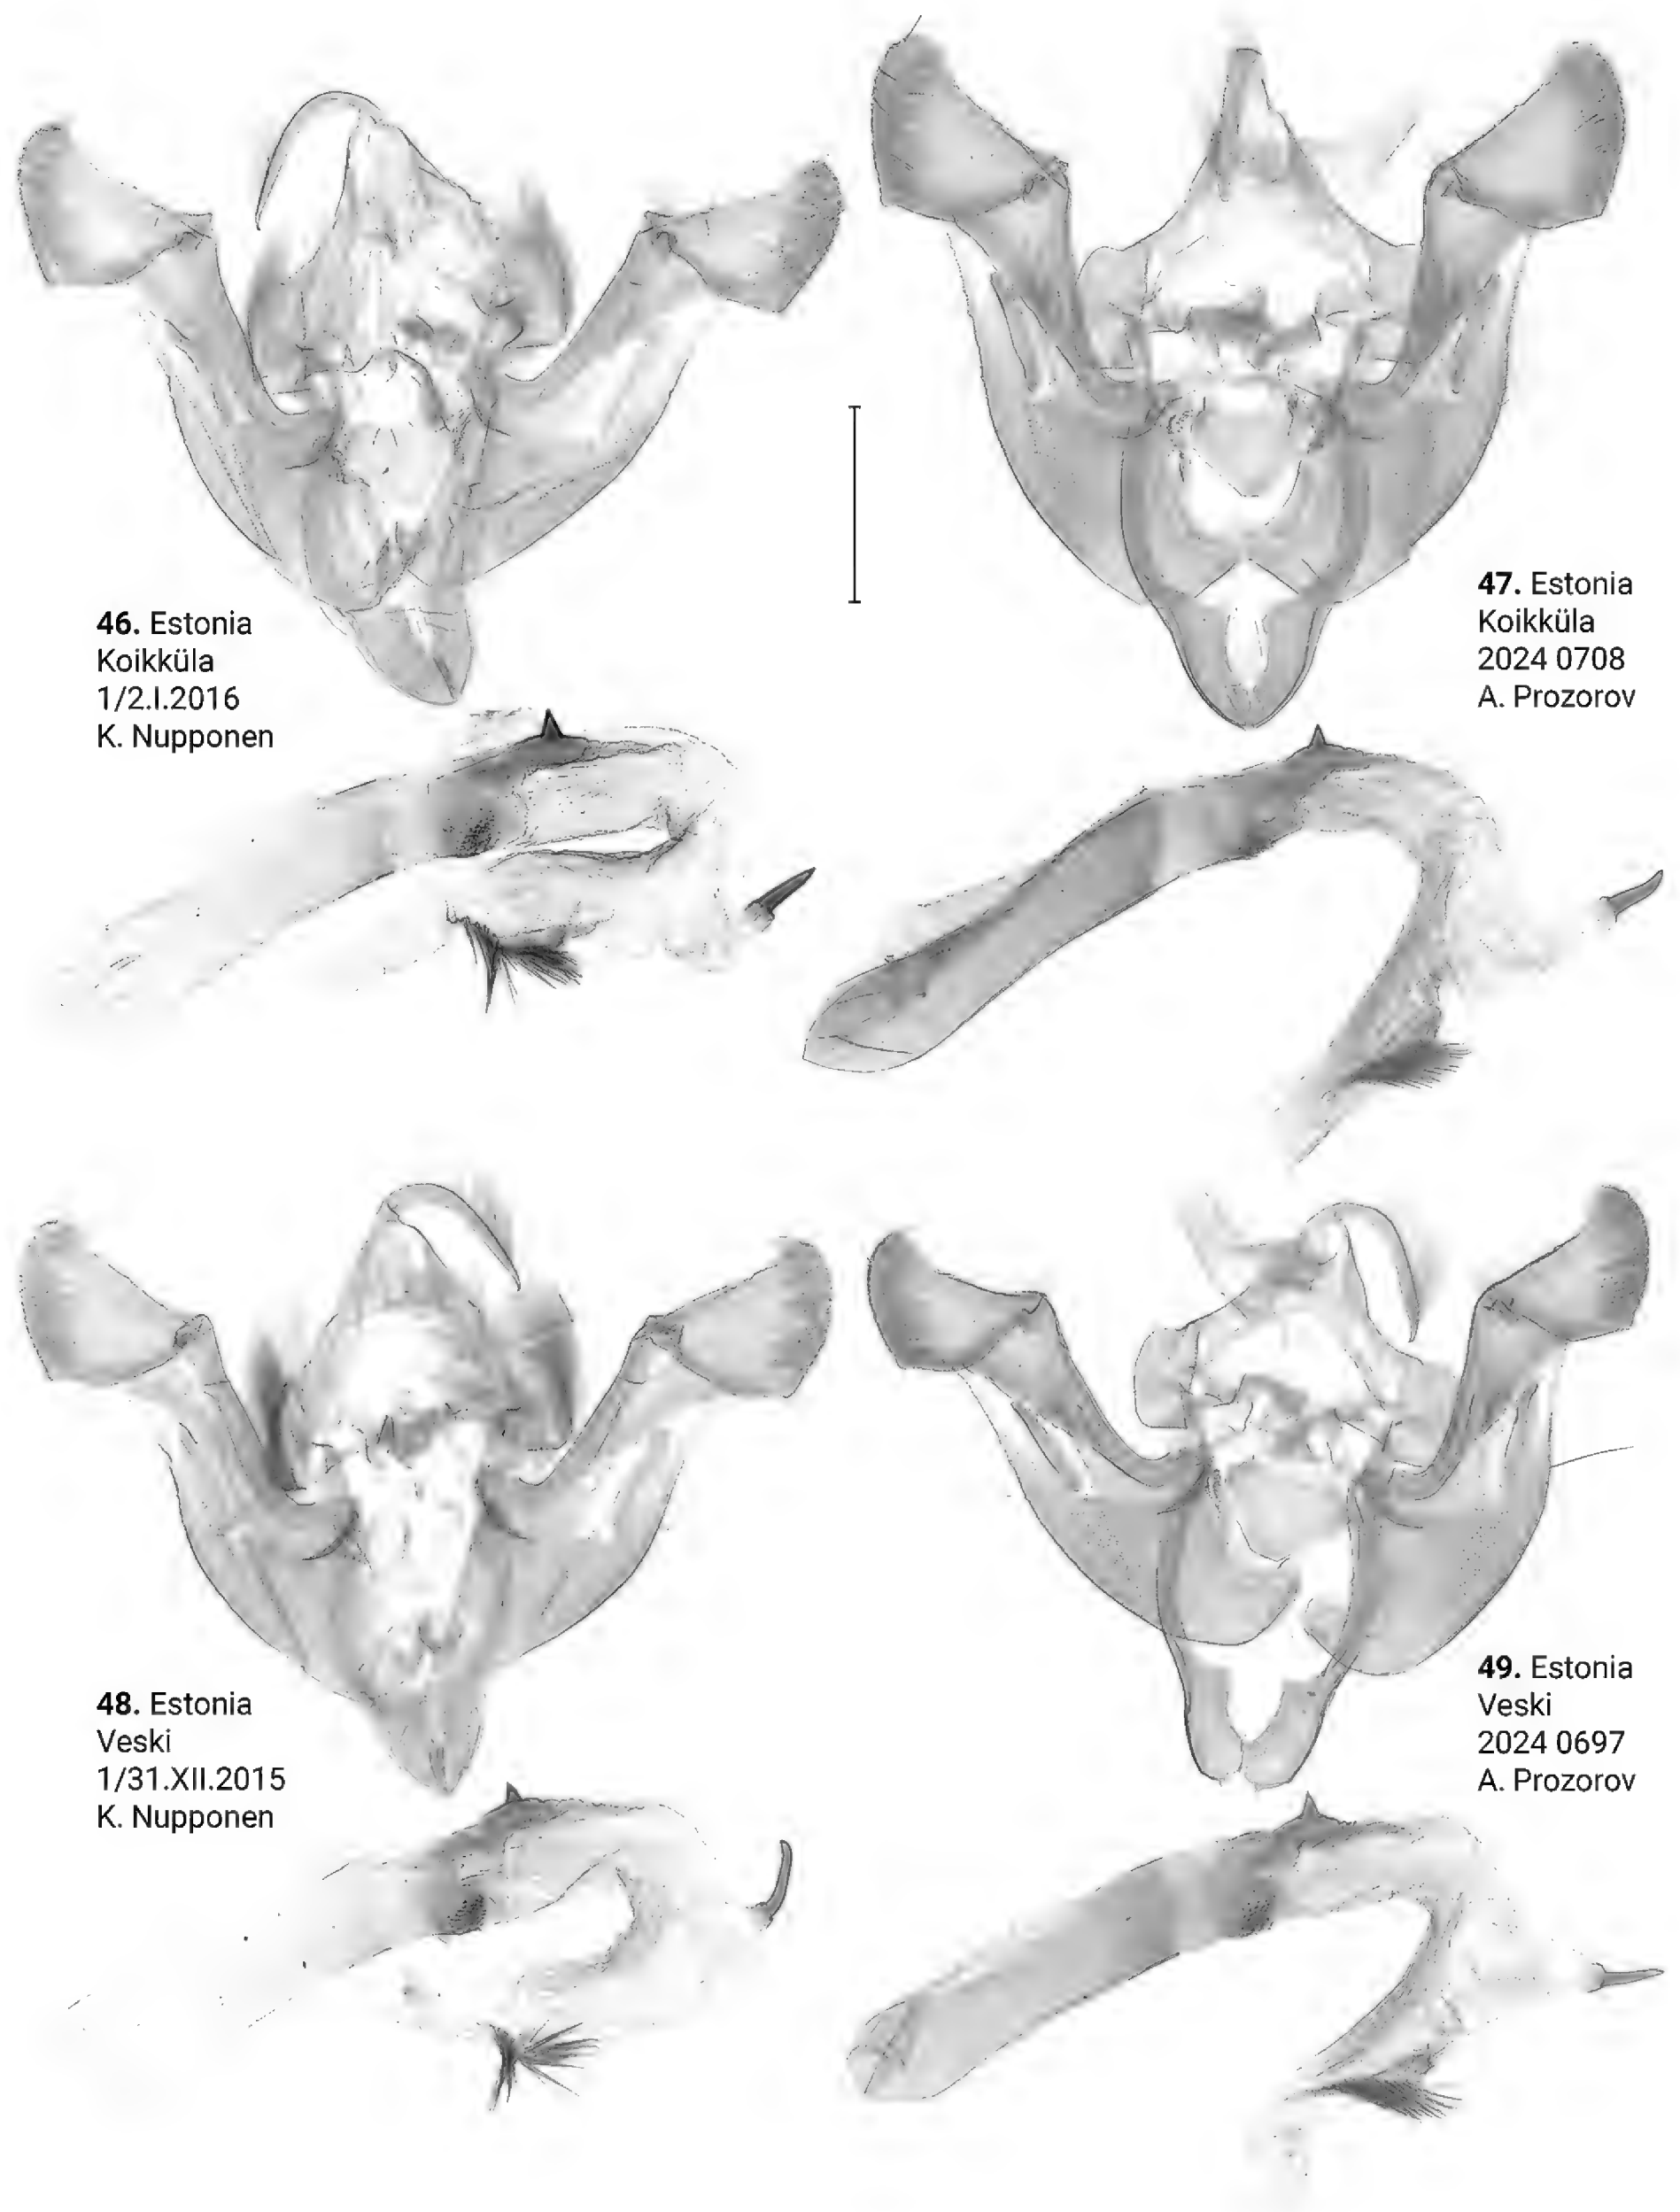 46. Estonia
Koikküla
1/2.I.2016
K. Nupponen
47. Estonia
Koikküla
2024 0708
A. Prozorov
48. Estonia
Veski
1/31.XII.2015
K. Nupponen
49. Estonia
Veski
2024 0697
A. Prozorov